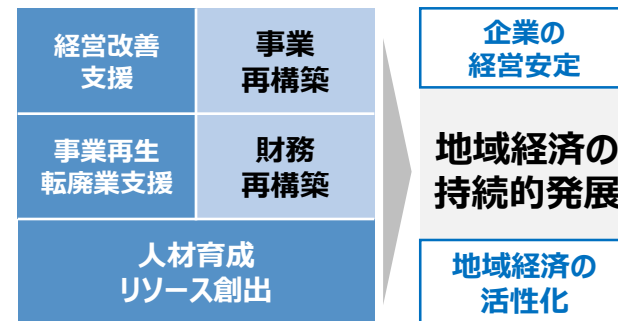 経営改善
支援
事業
再構築
事業再生
転廃業支援
財務
再構築
人材育成
リソース創出
企業の
経営安定
地域経済の
持続的発展
地域経済の
活性化